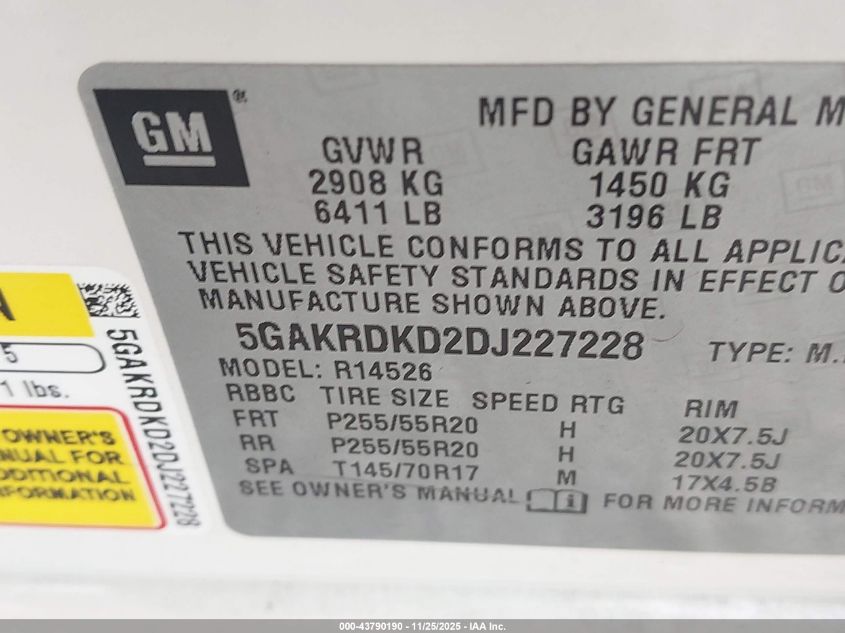 GM®
MFD BY GENERAL M
GVWR GAWR FRT
2908 KG 1450 KG
6411 LB 3196 LB
THIS VEHICLE CONFORMS TO ALL APPLICA
VEHICLE SAFETY STANDARDS IN EFFECT O
MANUFACTURE SHOWN ABOVE.
5GAKRDKD2DJ227228 TYPE: M.
MODEL: R14526
RBBC TIRE SIZE SPEED RTG RIM
FRT P255/55R20 H 20X7.5J
RR P255/55R20 H 20X7.5J
SPA T145/70R17 M 17X4.5B
SEE OWNER'S MANUAL FOR MORE INFORM
N
5
1 lbs.
OWNER'S
NUAL FOR
DDITIONAL
FORMATION
5GAKRDKD2DJ227228
000-43790190 - 11/25/2025 - IAA Inc.